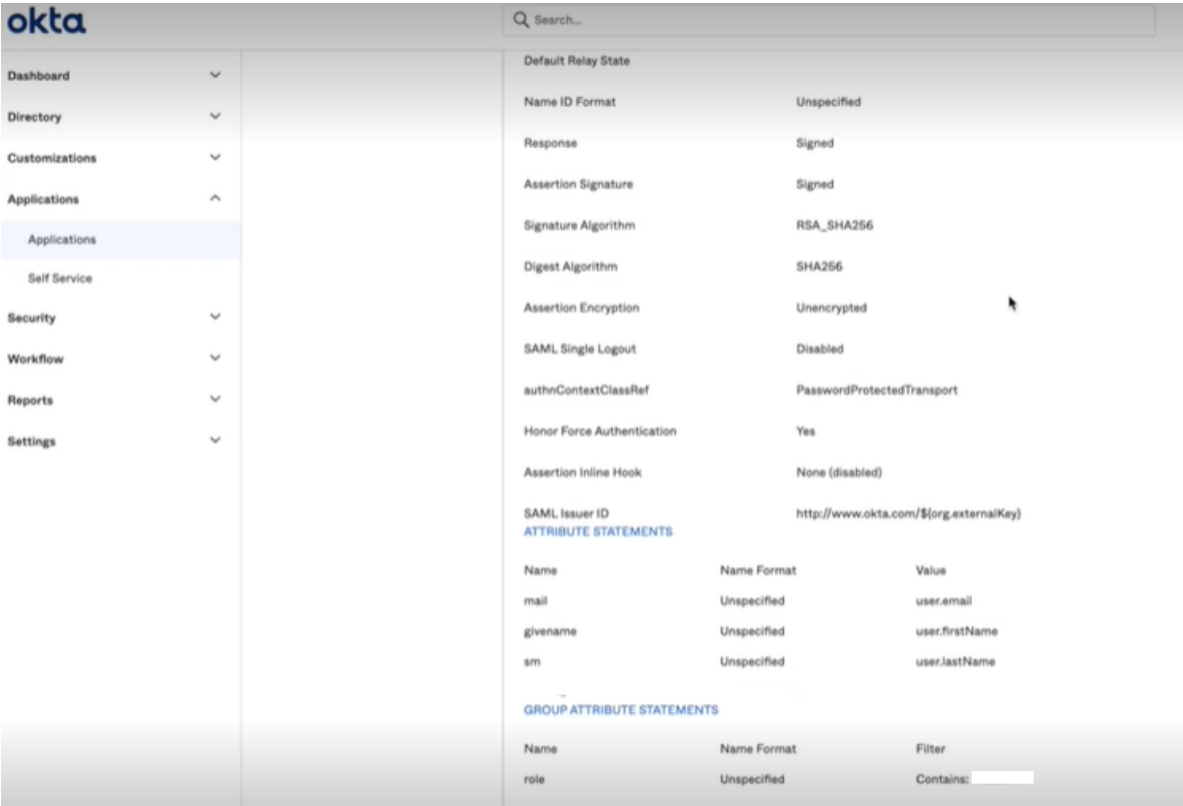 okta
Search...
Dashboard
Directory
Customizations
Applications
Applications
Self Service
Security
Workflow
Reports
Settings
Default Relay State
Name ID Format Unspecified
Response Signed
Assertion Signature Signed
Signature Algorithm RSA_SHA256
Digest Algorithm SHA256
Assertion Encryption Unencrypted
SAML Single Logout Disabled
authnContextClassRef PasswordProtectedTransport
Honor Force Authentication Yes
Assertion Inline Hook None (disabled)
SAML Issuer ID http://www.okta.com/${org.externalKey}
ATTRIBUTE STATEMENTS
Name Name Format Value
mail Unspecified user.email
givename Unspecified user.firstName
sm Unspecified user.lastName
GROUP ATTRIBUTE STATEMENTS
Name Name Format Filter
role Unspecified Contains: